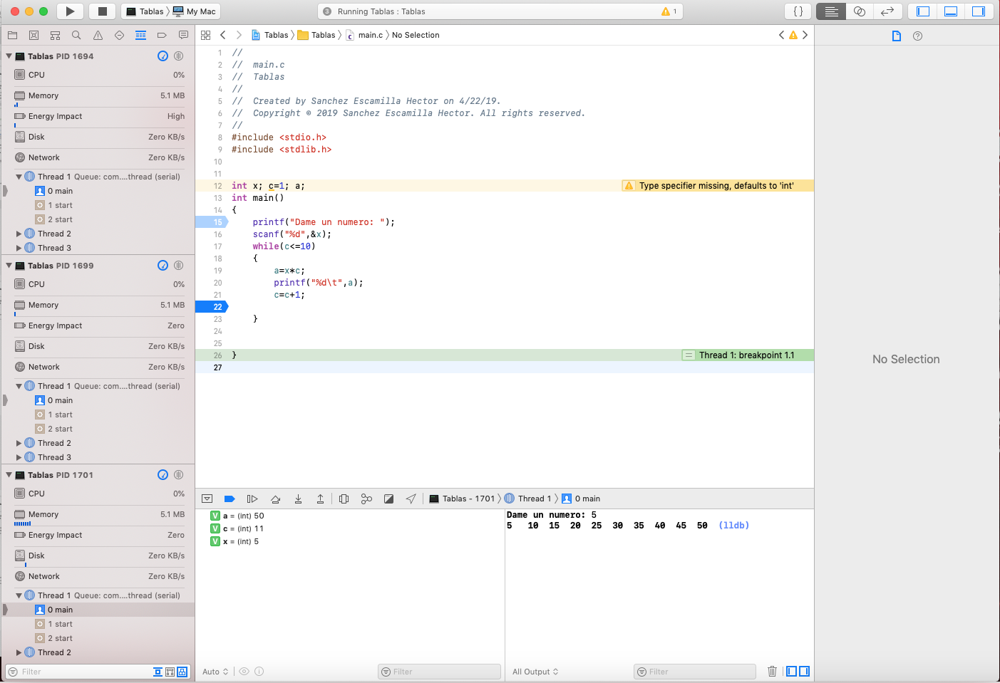 Tablas My Mac
3 Running Tablas : Tablas 1
{ }
Tablas PID 1694
CPU 0%
Memory 5.1 MB
Energy Impact High
Disk Zero KB/s
Network Zero KB/s
Thread 1 Queue: com....thread (serial)
0 main
1 start
2 start
Thread 2
Thread 3
Tablas PID 1699
CPU 0%
Memory 5.1 MB
Energy Impact Zero
Disk Zero KB/s
Network Zero KB/s
Thread 1 Queue: com....thread (serial)
0 main
1 start
2 start
Thread 2
Thread 3
Tablas PID 1701
CPU 0%
Memory 5.1 MB
Energy Impact Zero
Disk Zero KB/s
Network Zero KB/s
Thread 1 Queue: com....thread (serial)
0 main
1 start
2 start
Thread 2
Filter
Tablas Tablas main.c No Selection
1 //
2 //  main.c
3 //  Tablas
4 //
5 //  Created by Sanchez Escamilla Hector on 4/22/19.
6 //  Copyright © 2019 Sanchez Escamilla Hector. All rights reserved.
7 //
8 #include <stdio.h>
9 #include <stdlib.h>
10
11
12 int x; c=1; a; Type specifier missing, defaults to 'int'
13 int main()
14 {
15     printf("Dame un numero: ");
16     scanf("%d",&x);
17     while(c<=10)
18     {
19         a=x*c;
20         printf("%d\t",a);
21         c=c+1;
22
23     }
24
25
26 } Thread 1: breakpoint 1.1
27
Tablas - 1701 Thread 1 0 main
V a = (int) 50
V c = (int) 11
V x = (int) 5
Auto Filter
Dame un numero: 5
5 10 15 20 25 30 35 40 45 50 (lldb)
All Output Filter
No Selection